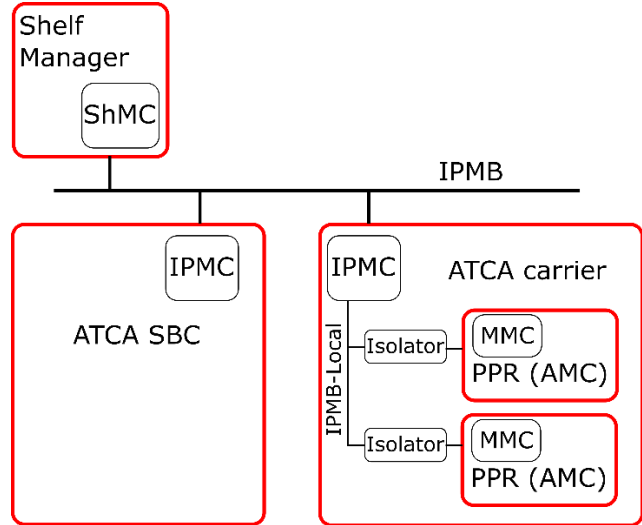 Shelf
Manager
ShMC
IPMB
IPMC
ATCA SBC
IPMC
ATCA carrier
IPMB-Local
Isolator
MMC
PPR (AMC)
Isolator
MMC
PPR (AMC)